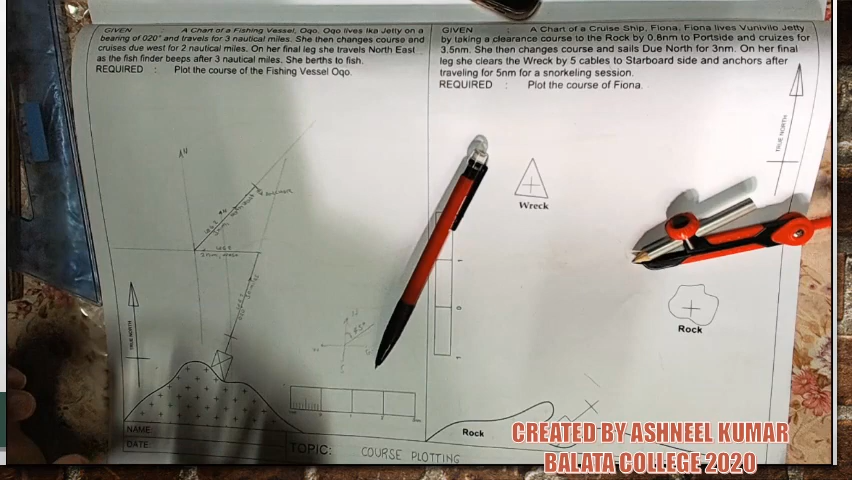 GIVEN : A Chart of a Fishing Vessel, Oqo. Oqo lives Ika Jetty on a
bearing of 020° and travels for 3 nautical miles. She then changes course and
cruizes due west for 2 nautical miles. On her final leg she travels North East
as the fish finder beeps after 3 nautical miles. She berths to fish.
REQUIRED : Plot the course of the Fishing Vessel Oqo.
GIVEN : A Chart of a Cruise Ship, Fiona, Fiona lives Vunivilo Jetty
by taking a clearance course to the Rock by 0.8nm to Portside and cruizes for
3.5nm. She then changes course and sails Due North for 3nm. On her final
leg she clears the Wreck by 5 cables to Starboard side and anchors after
traveling for 5nm for a snorkeling session.
REQUIRED : Plot the course of Fiona.
TRUE NORTH
Wreck
1
0
1
Rock
TRUE NORTH
Rock
NAME:
DATE:
TOPIC: COURSE PLOTTING
CREATED BY ASHNEEL KUMAR
BALATA COLLEGE 2020